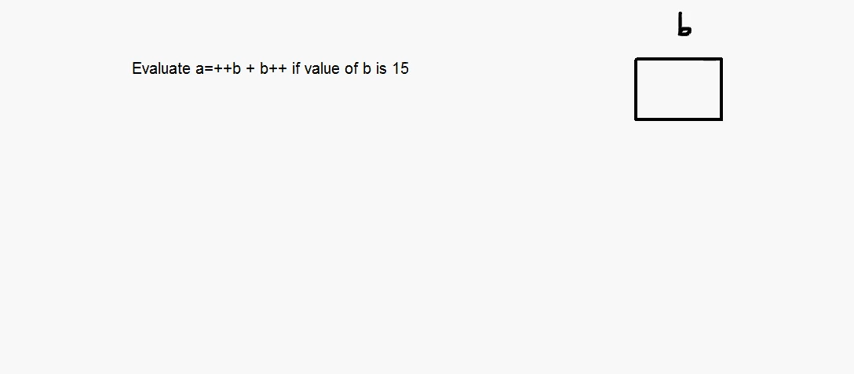 b
Evaluate a=++b + b++ if value of b is 15